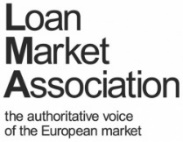 Loan
Market
Association
the authoritative voice
of the European market